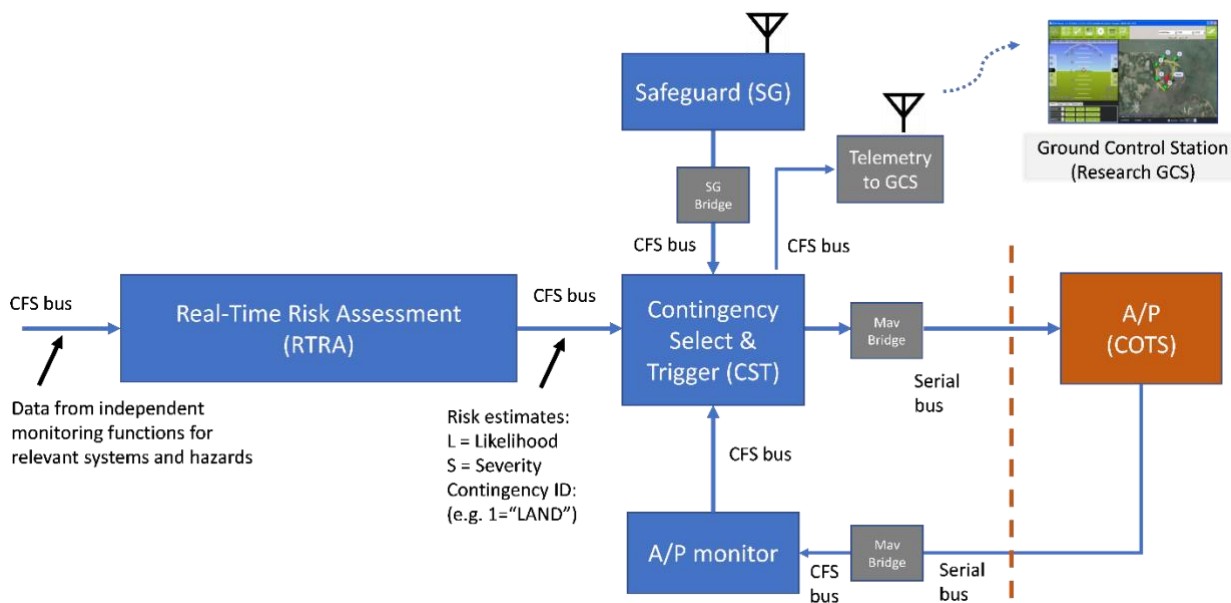 Safeguard (SG)
SG
Bridge
CFS bus
Telemetry
to GCS
CFS bus
Ground Control Station
(Research GCS)
CFS bus
Real-Time Risk Assessment
(RTRA)
CFS bus
Contingency
Select &
Trigger (CST)
Mav
Bridge
Serial
bus
A/P
(COTS)
Data from independent
monitoring functions for
relevant systems and hazards
Risk estimates:
L = Likelihood
S = Severity
Contingency ID:
(e.g. 1=“LAND”)
CFS bus
A/P monitor
CFS
bus
Mav
Bridge
Serial
bus